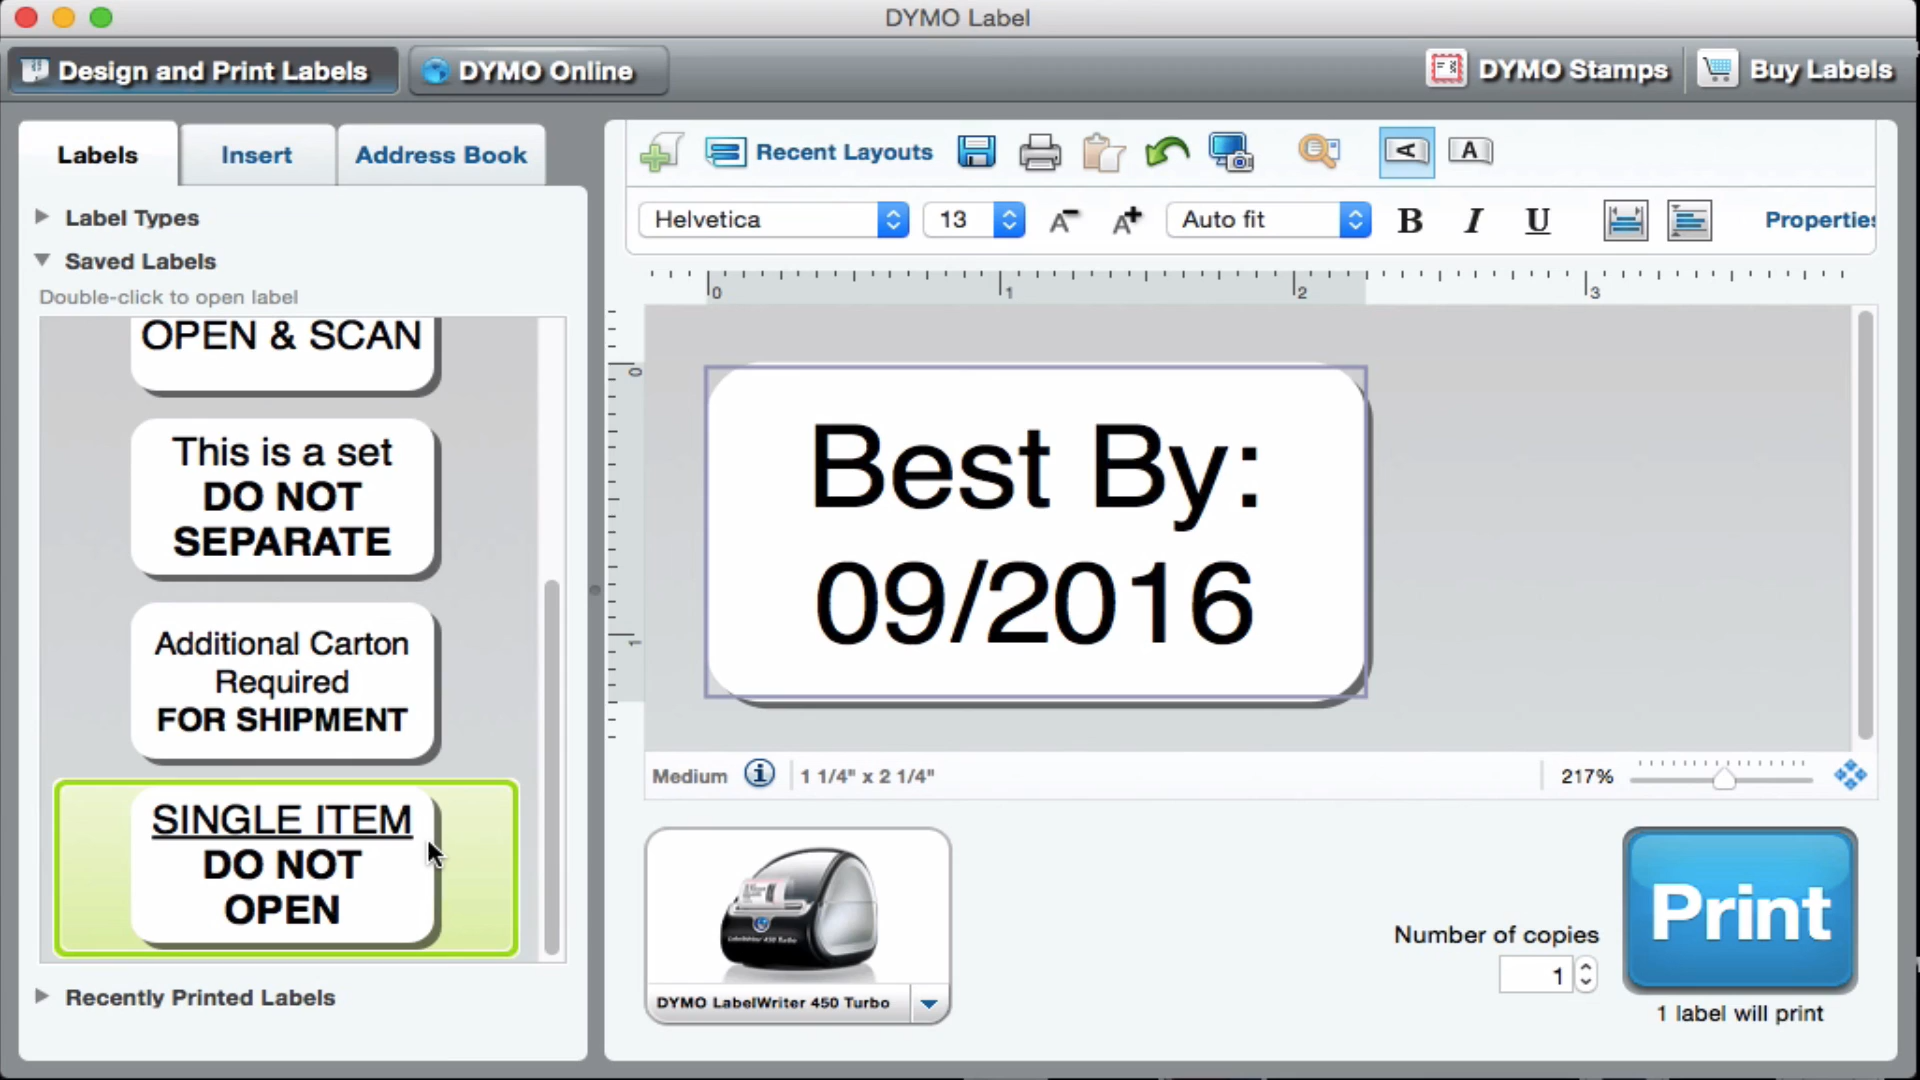 DYMO Label
Design and Print Labels
DYMO Online
DYMO Stamps
Buy Labels
Labels
Insert
Address Book
Recent Layouts
A
A
Helvetica
13
A-
A+
Auto fit
B
I
U
Properties
Label Types
Saved Labels
Double-click to open label
OPEN & SCAN
This is a set
DO NOT
SEPARATE
Additional Carton
Required
FOR SHIPMENT
SINGLE ITEM
DO NOT
OPEN
Recently Printed Labels
0
1
2
3
0
1
Best By:
09/2016
Medium
1 1/4" x 2 1/4"
217%
DYMO LabelWriter 450 Turbo
Number of copies
1
Print
1 label will print